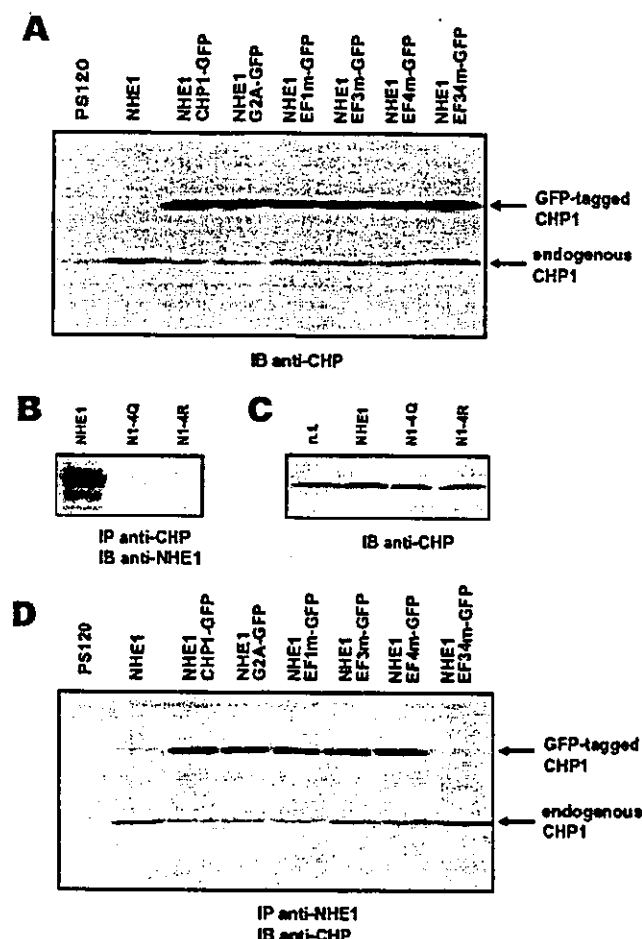 A
PS120
NHE1
NHE1 CHP1-GFP
NHE1 G2A-GFP
NHE1 EF1m-GFP
NHE1 EF3m-GFP
NHE1 EF4m-GFP
NHE1 EF34m-GFP
GFP-tagged
CHP1
endogenous
CHP1
IB anti-CHP
B
NHE1
N1-4Q
N1-4R
IP anti-CHP
IB anti-NHE1
C
n.t.
NHE1
N1-4Q
N1-4R
IB anti-CHP
D
PS120
NHE1
NHE1 CHP1-GFP
NHE1 G2A-GFP
NHE1 EF1m-GFP
NHE1 EF3m-GFP
NHE1 EF4m-GFP
NHE1 EF34m-GFP
GFP-tagged
CHP1
endogenous
CHP1
IP anti-NHE1
IB anti-CHP